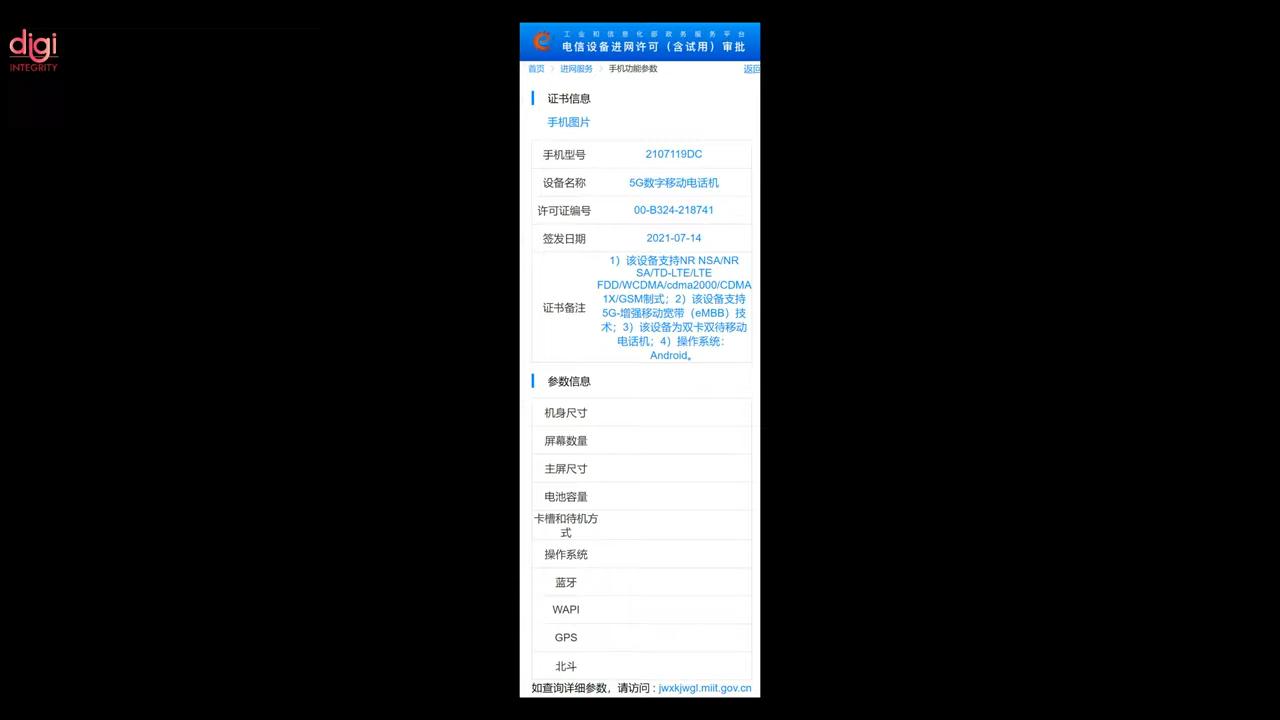 digi
INTEGRITY
工业和信息化部政务服务平台
电信设备进网许可（含试用）审批
首页 > 进网服务 > 手机功能参数 返回
证书信息
手机图片
手机型号 2107119DC
设备名称 5G数字移动电话机
许可证编号 00-B324-218741
签发日期 2021-07-14
证书备注
1）该设备支持NR NSA/NR
SA/TD-LTE/LTE
FDD/WCDMA/cdma2000/CDMA
1X/GSM制式；2）该设备支持
5G-增强移动宽带（eMBB）技
术；3）该设备为双卡双待移动
电话机；4）操作系统：
Android。
参数信息
机身尺寸
屏幕数量
主屏尺寸
电池容量
卡槽和待机方
式
操作系统
蓝牙
WAPI
GPS
北斗
如查询详细参数，请访问 : jwxkjwgl.miit.gov.cn